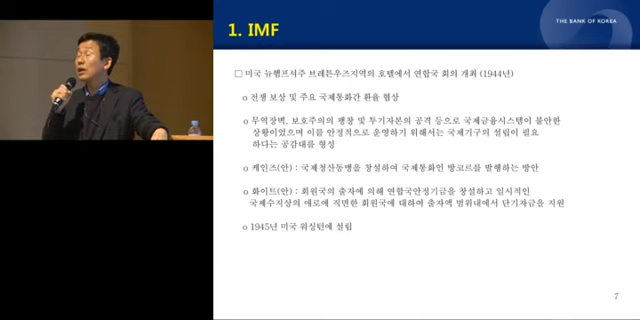 THE BANK OF KOREA
1. IMF
□ 미국 뉴햄프셔주 브레튼우즈지역의 호텔에서 연합국 회의 개최 (1944년)
o 전쟁 보상 및 주요 국제통화간 환율 협상
o 무역장벽, 보호주의의 팽창 및 투기자본의 공격 등으로 국제금융시스템이 불안한
상황이었으며 이를 안정적으로 운영하기 위해서는 국제기구의 설립이 필요
하다는 공감대를 형성
o 케인즈(안) : 국제청산동맹을 창설하여 국제통화인 방코르를 발행하는 방안
o 화이트(안) : 회원국의 출자에 의해 연합국안정기금을 창설하고 일시적인
국제수지상의 애로에 직면한 회원국에 대하여 출자액 범위내에서 단기자금을 지원
o 1945년 미국 워싱턴에 설립
7